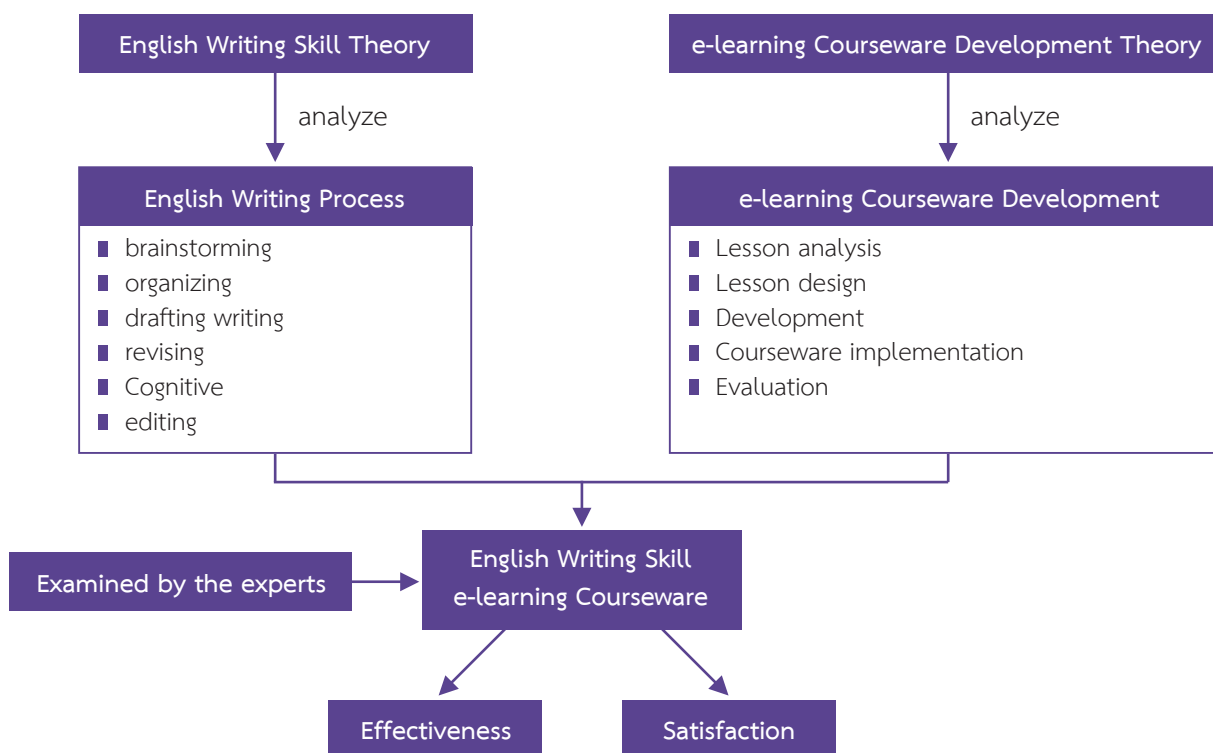 English Writing Skill Theory
analyze
English Writing Process
brainstorming
organizing
drafting writing
revising
Cognitive
editing
e-learning Courseware Development Theory
analyze
e-learning Courseware Development
Lesson analysis
Lesson design
Development
Courseware implementation
Evaluation
Examined by the experts
English Writing Skill
e-learning Courseware
Effectiveness
Satisfaction